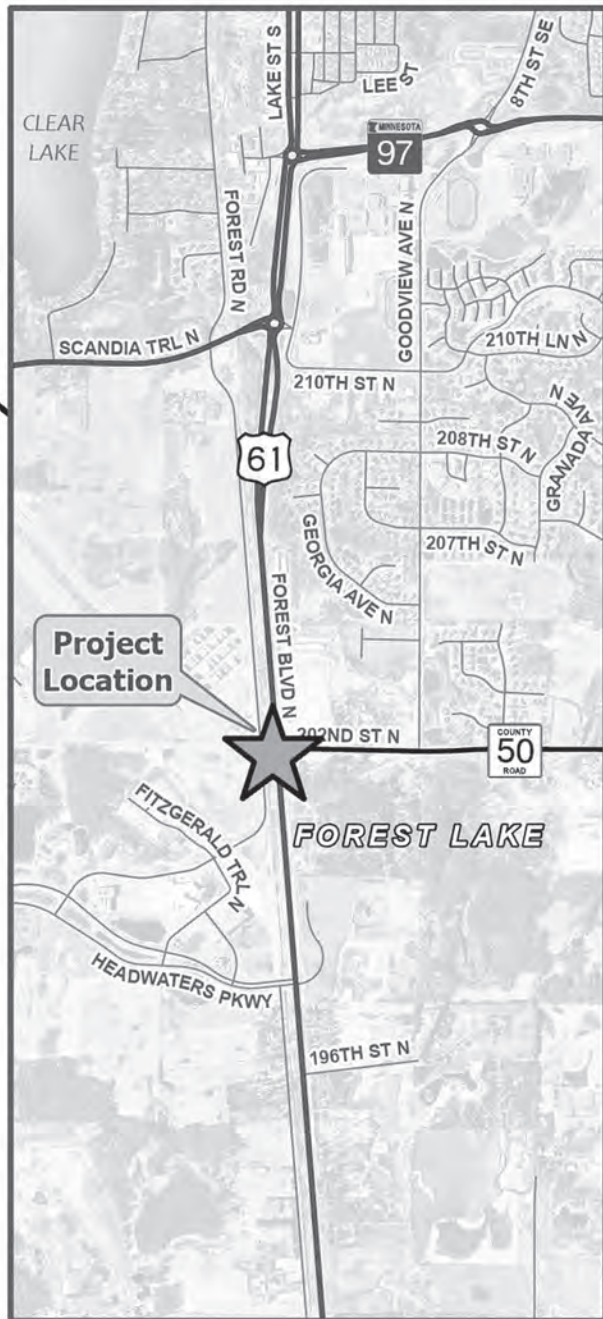 LAKE ST S
LEE ST
8TH ST SE
CLEAR
LAKE
MINNESOTA
97
FOREST RD N
GOODVIEW AVE N
SCANDIA TRL N
210TH LN N
210TH ST N
GRANADA AVE N
208TH ST N
61
207TH ST N
GEORGIA AVE N
FOREST BLVD N
Project
Location
202ND ST N
COUNTY
50
ROAD
FITZGERALD TRL N
FOREST LAKE
HEADWATERS PKWY
196TH ST N